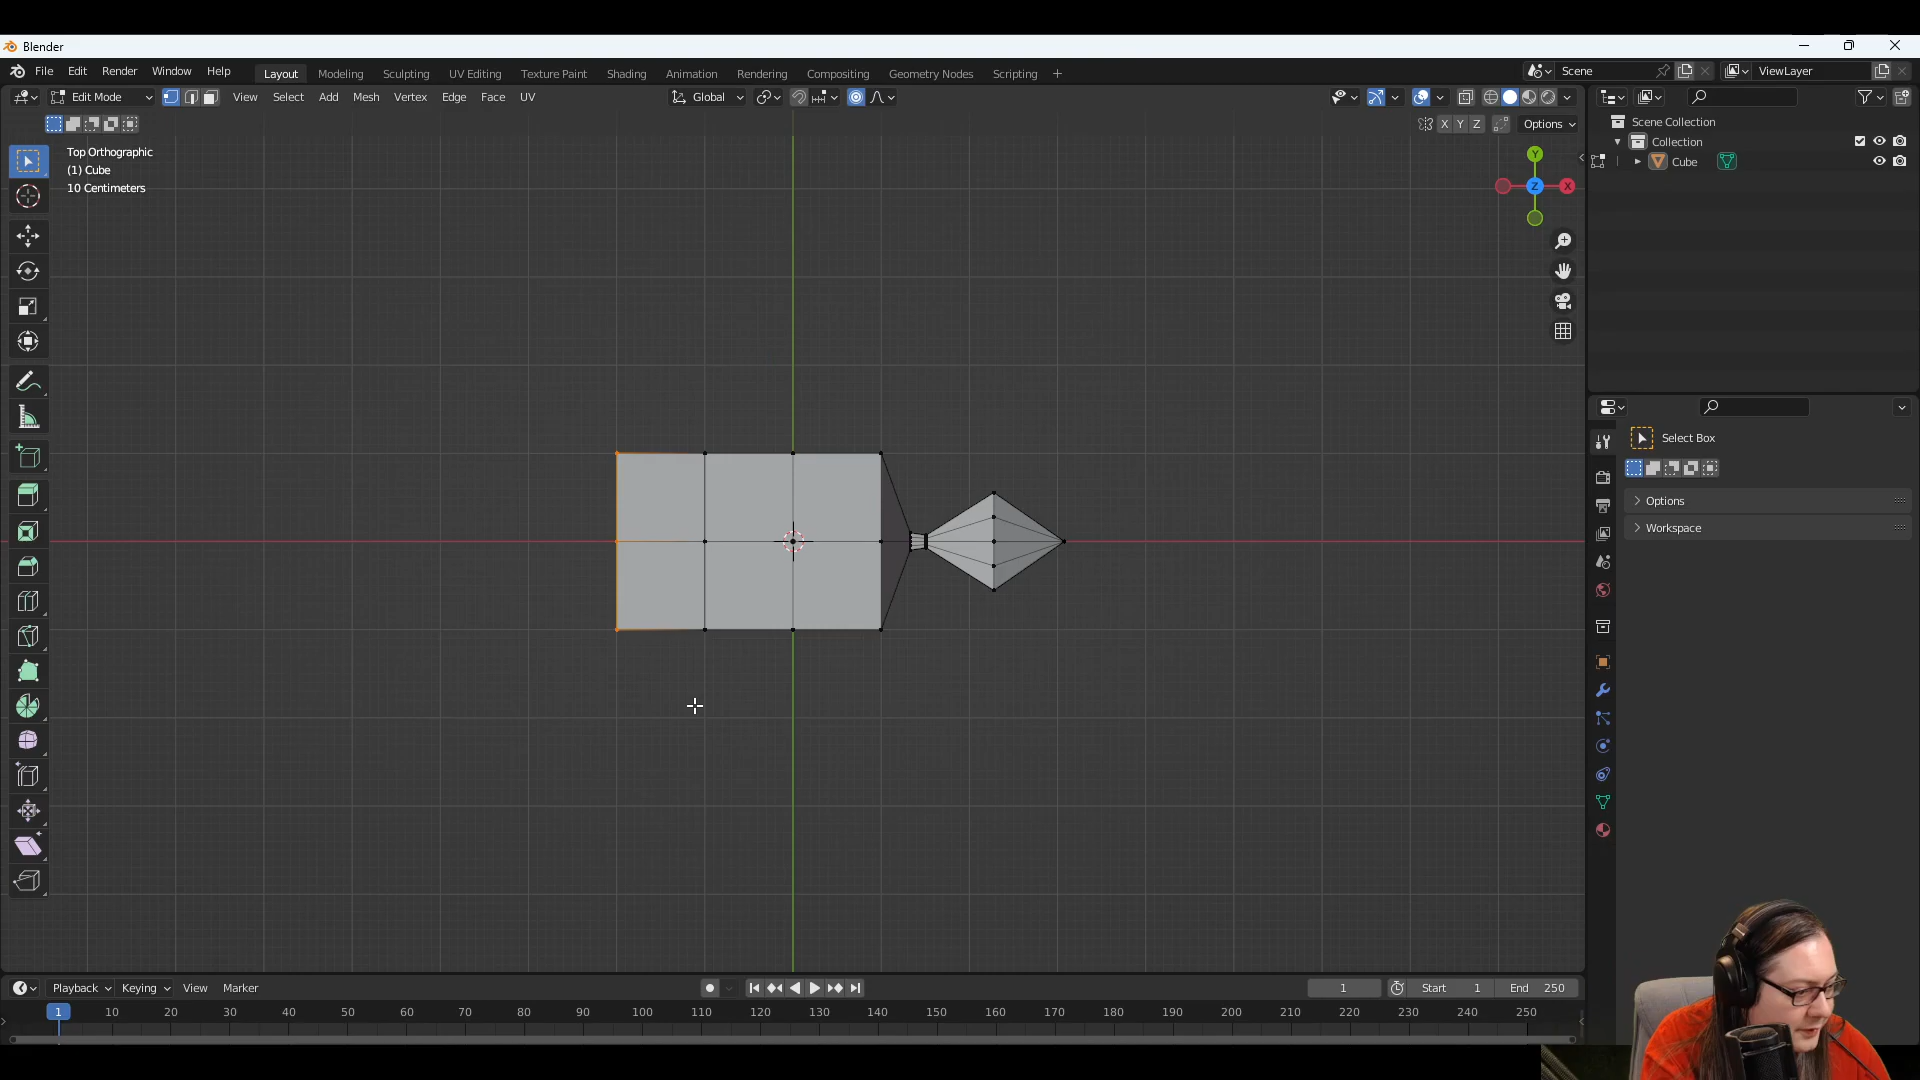 Blender
File Edit Render Window Help Layout Modeling Sculpting UV Editing Texture Paint Shading Animation Rendering Compositing Geometry Nodes Scripting + Scene ViewLayer
Edit Mode View Select Add Mesh Vertex Edge Face UV Global
X Y Z Options
Top Orthographic
(1) Cube
10 Centimeters
Y
Z X
Scene Collection
Collection
Cube
Select Box
Options
Workspace
Playback Keying View Marker 1 Start 1 End 250
1 10 20 30 40 50 60 70 80 90 100 110 120 130 140 150 160 170 180 190 200 210 220 230 240 250